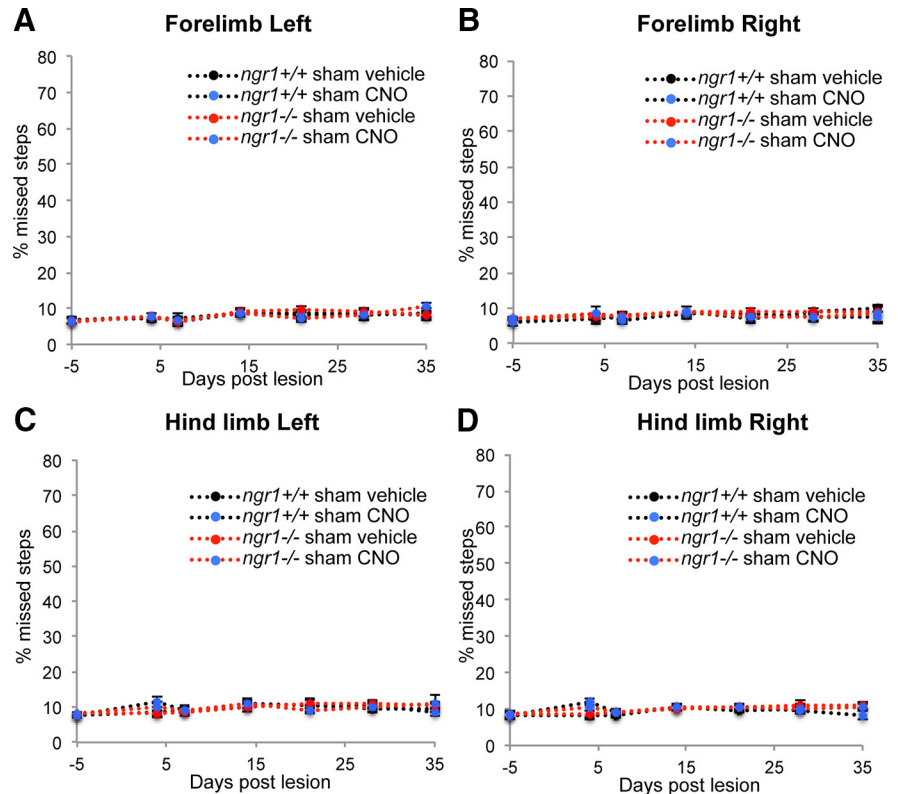 A
Forelimb Left
80
70
60
50
40
30
20
10
0
% missed steps
ngr1+/+ sham vehicle
ngr1+/+ sham CNO
ngr1-/- sham vehicle
ngr1-/- sham CNO
-5 5 15 25 35
Days post lesion
B
Forelimb Right
80
70
60
50
40
30
20
10
0
% missed steps
ngr1+/+ sham vehicle
ngr1+/+ sham CNO
ngr1-/- sham vehicle
ngr1-/- sham CNO
-5 5 15 25 35
Days post lesion
C
Hind limb Left
80
70
60
50
40
30
20
10
0
% missed steps
ngr1+/+ sham vehicle
ngr1+/+ sham CNO
ngr1-/- sham vehicle
ngr1-/- sham CNO
-5 5 15 25 35
Days post lesion
D
Hind limb Right
80
70
60
50
40
30
20
10
0
% missed steps
ngr1+/+ sham vehicle
ngr1+/+ sham CNO
ngr1-/- sham vehicle
ngr1-/- sham CNO
-5 5 15 25 35
Days post lesion